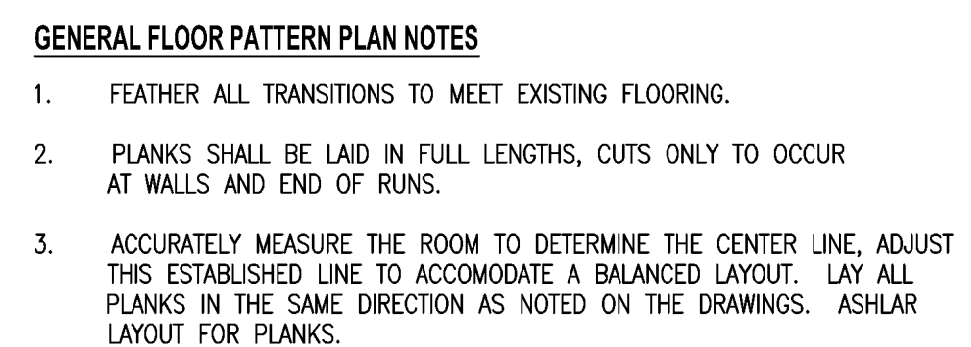 GENERAL FLOOR PATTERN PLAN NOTES
1. FEATHER ALL TRANSITIONS TO MEET EXISTING FLOORING.
2. PLANKS SHALL BE LAID IN FULL LENGTHS, CUTS ONLY TO OCCUR
AT WALLS AND END OF RUNS.
3. ACCURATELY MEASURE THE ROOM TO DETERMINE THE CENTER LINE, ADJUST
THIS ESTABLISHED LINE TO ACCOMODATE A BALANCED LAYOUT. LAY ALL
PLANKS IN THE SAME DIRECTION AS NOTED ON THE DRAWINGS. ASHLAR
LAYOUT FOR PLANKS.